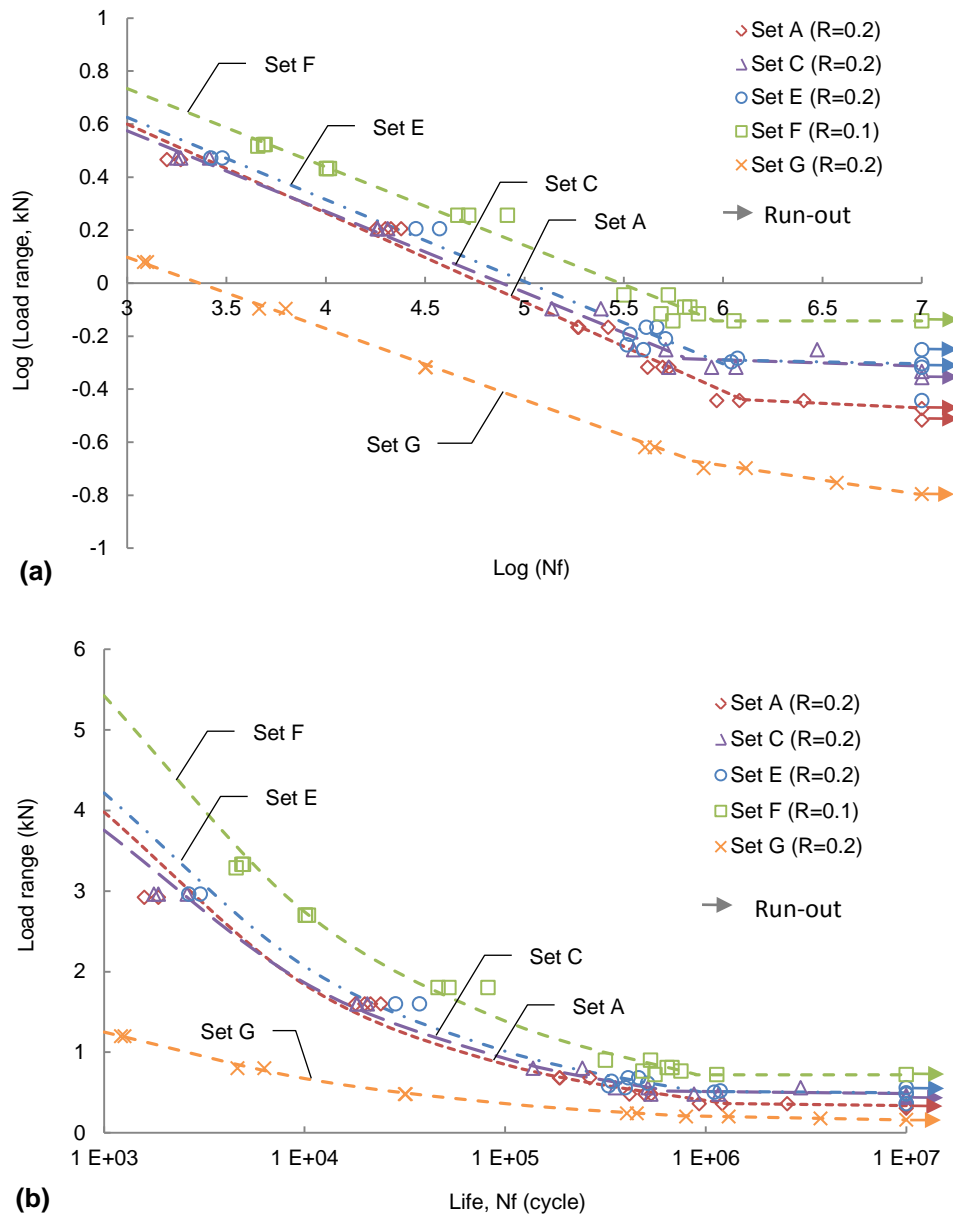 1
0.8
0.6
0.4
0.2
0
-0.2
-0.4
-0.6
-0.8
-1
Log (Load range, kN)
3
3.5
4
4.5
5
5.5
6
6.5
7
Log (Nf)
Set F
Set E
Set C
Set A
Set G
Set A (R=0.2)
Set C (R=0.2)
Set E (R=0.2)
Set F (R=0.1)
Set G (R=0.2)
Run-out
(a)
6
5
4
3
2
1
0
Load range (kN)
1 E+03
1 E+04
1 E+05
1 E+06
1 E+07
Life, Nf (cycle)
Set F
Set E
Set C
Set A
Set G
Set A (R=0.2)
Set C (R=0.2)
Set E (R=0.2)
Set F (R=0.1)
Set G (R=0.2)
Run-out
(b)